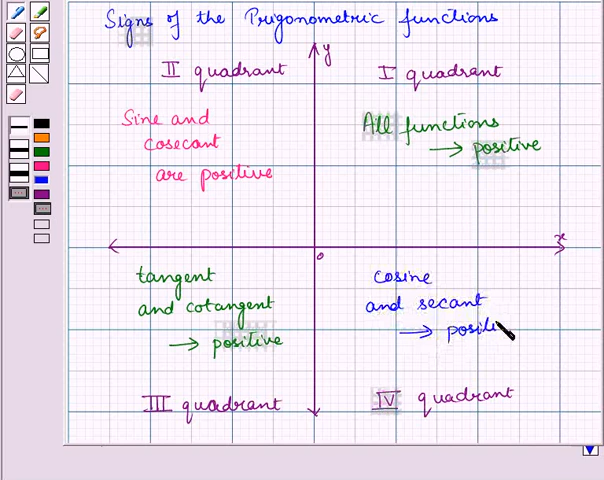 Signs of the Trigonometric functions
y
II quadrant
I quadrant
Sine and
cosecant
are positive
All functions
→ positive
x
o
tangent
and cotangent
→ positive
cosine
and secant
→ positi
III quadrant
IV quadrant